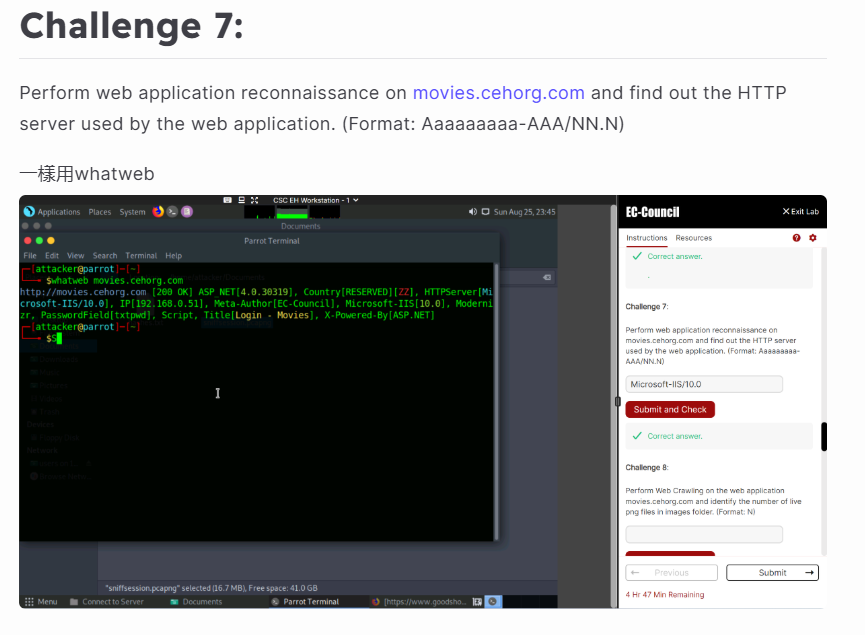 Challenge 7:
Perform web application reconnaissance on movies.cehorg.com and find out the HTTP
server used by the web application. (Format: Aaaaaaaaa-AAA/NN.N)
一樣用whatweb
CSC EH Workstation - 1
Applications Places System
Sun Aug 25, 23:45
Documents
Parrot Terminal
File Edit View Search Terminal Help
┌─[attacker@parrot]─[~]
└──╼ $whatweb movies.cehorg.com
http://movies.cehorg.com [200 OK] ASP_NET[4.0.30319], Country[RESERVED][ZZ], HTTPServer[Mi
crosoft-IIS/10.0], IP[192.168.0.51], Meta-Author[EC-Council], Microsoft-IIS[10.0], Moderni
zr, PasswordField[txtpwd], Script, Title[Login - Movies], X-Powered-By[ASP.NET]
┌─[attacker@parrot]─[~]
└──╼ $S
"sniffsession.pcapng" selected (16.7 MB), Free space: 41.0 GB
Menu Connect to Server Documents Parrot Terminal [https://www.goodsho...
EC-Council
Exit Lab
Instructions Resources
Correct answer.
.
Challenge 7:
Perform web application reconnaissance on
movies.cehorg.com and find out the HTTP server
used by the web application. (Format: Aaaaaaaaa-
AAA/NN.N)
Microsoft-IIS/10.0
Submit and Check
Correct answer.
Challenge 8:
Perform Web Crawling on the web application
movies.cehorg.com and identify the number of live
png files in images folder. (Format: N)
← Previous
Submit →
4 Hr 47 Min Remaining